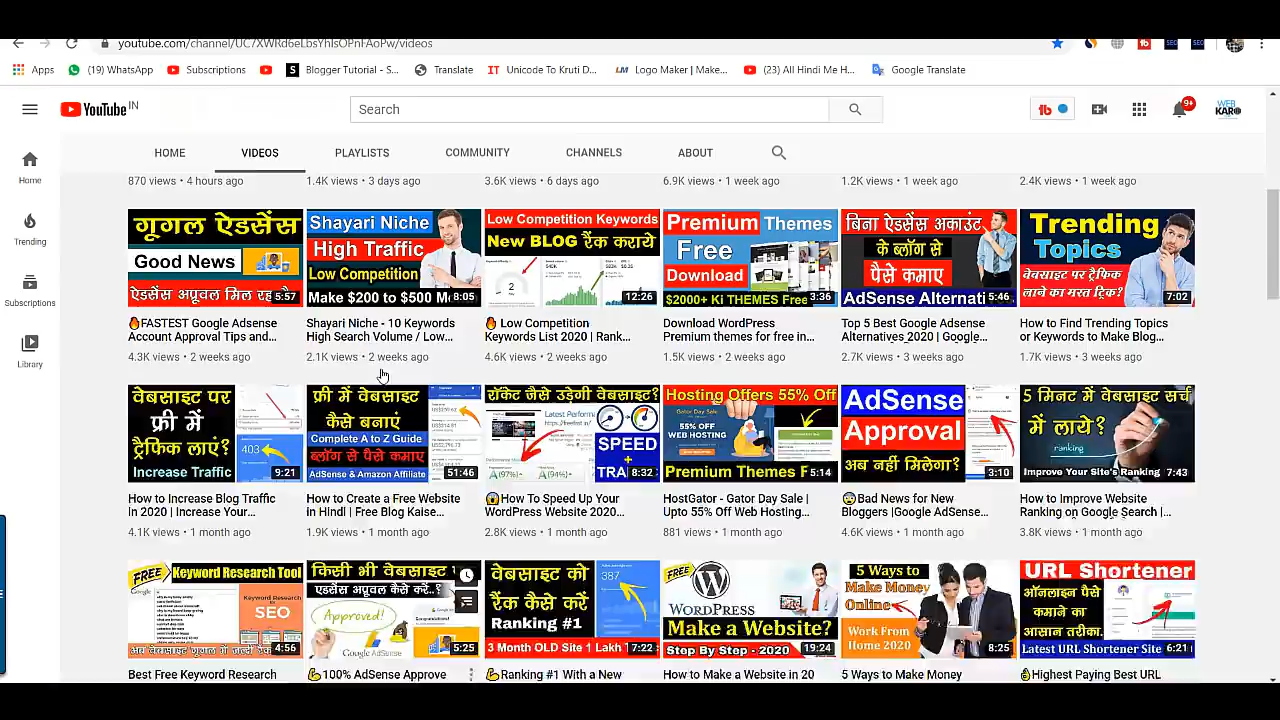 youtube.com/channel/UC7XWRd6eLbsYhIsOPnFAoPw/videos
Apps (19) WhatsApp Subscriptions Blogger Tutorial - S... Translate Unicode To Kruti D... Logo Maker | Make... (23) All Hindi Me H... Google Translate
YouTube IN Search 9+ WEB KARO
HOME VIDEOS PLAYLISTS COMMUNITY CHANNELS ABOUT
Home
Trending
Subscriptions
Library
870 views • 4 hours ago
1.4K views • 3 days ago
3.6K views • 6 days ago
6.9K views • 1 week ago
1.2K views • 1 week ago
2.4K views • 1 week ago
गूगल ऐडसेंस
Good News
ऐडसेंस अप्रूवल मिल रहा
5:57
🔥FASTEST Google Adsense
Account Approval Tips and...
4.3K views • 2 weeks ago
Shayari Niche
High Traffic
Low Competition
Make $200 to $500
8:05
Shayari Niche - 10 Keywords
High Search Volume / Low...
2.1K views • 2 weeks ago
Low Competition Keywords
New BLOG रैंक कराये
12:26
🔥 Low Competition
Keywords List 2020 | Rank...
4.6K views • 2 weeks ago
Premium Themes
Free
Download
$2000+ Ki THEMES Free
3:36
Download WordPress
Premium themes for free in...
1.5K views • 2 weeks ago
बिना ऐडसेंस अकाउंट
के ब्लॉग से
पैसे कमाए
AdSense Alternati
5:46
Top 5 Best Google Adsense
Alternatives 2020 | Google...
2.7K views • 3 weeks ago
Trending
Topics
वेबसाइट पर ट्रैफिक
लाने का मस्त ट्रिक?
7:02
How to Find Trending Topics
or Keywords to Make Blog...
1.7K views • 3 weeks ago
वेबसाइट पर
फ्री में
ट्रैफिक लाएं?
Increase Traffic
403
9:21
How to Increase Blog Traffic
in 2020 | Increase Your...
4.1K views • 1 month ago
फ्री में वेबसाइट
कैसे बनाएं
Complete A to Z Guide
ब्लॉग से पैसे कमाएं
AdSense & Amazon Affiliate
51:46
How to Create a Free Website
in Hindi | Free Blog Kaise...
1.9K views • 1 month ago
रॉकेट जैसे उड़ेगी वेबसाइट?
Latest Performa
SPEED
+
TRA
8:32
😱How To Speed Up Your
WordPress Website 2020...
2.8K views • 1 month ago
Hosting Offers 55% Off
Gator Day Sale
55% OFF
WEB HOSTING
Premium Themes F
5:14
HostGator - Gator Day Sale |
Upto 55% Off Web Hosting...
881 views • 1 month ago
AdSense
Approval
अब नहीं मिलेगा?
3:10
😨Bad News for New
Bloggers |Google AdSense...
4.6K views • 1 month ago
5 मिनट में वेबसाइट सर्च
में लाये?
ranking
Improve Your Site's Ranking
7:43
How to Improve Website
Ranking on Google Search |...
3.8K views • 1 month ago
FREE Keyword Research Tool
Google
Keyword Research
SEO
4:56
Best Free Keyword Research
किसी भी वेबसाइट
एडसेंस अप्रूव कैसे करें..?
Approved!
Google AdSense
5:25
💪100% AdSense Approve
वेबसाइट को
रैंक कैसे करें
Ranking #1
387
3 Month OLD Site 1 Lakh
7:22
💪Ranking #1 With a New
FREE
WORDPRESS
Make a Website?
Step By Step - 2020
19:24
How to Make a Website in 20
5 Ways to
Make Money
Online
Work From
Home 2020
8:25
5 Ways to Make Money
URL Shortener
ऑनलाइन पैसे
कमाने का
आसान तरीका.
Latest URL Shortener Site
6:21
💰Highest Paying Best URL